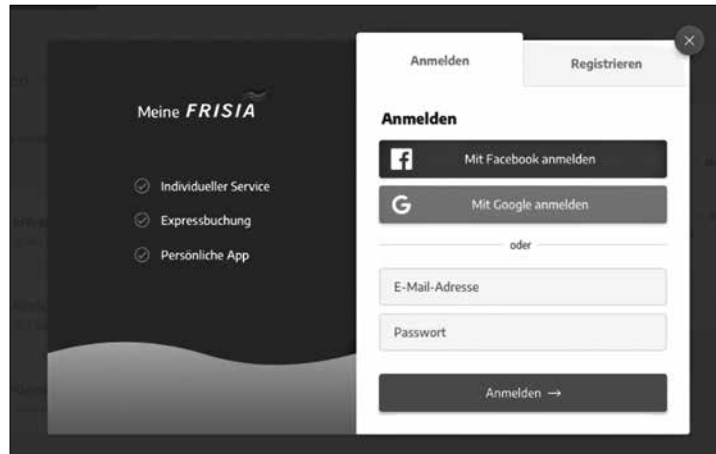 Meine FRISIA
Individueller Service
Expressbuchung
Persönliche App
Anmelden
Registrieren
Anmelden
Mit Facebook anmelden
Mit Google anmelden
oder
E-Mail-Adresse
Passwort
Anmelden →